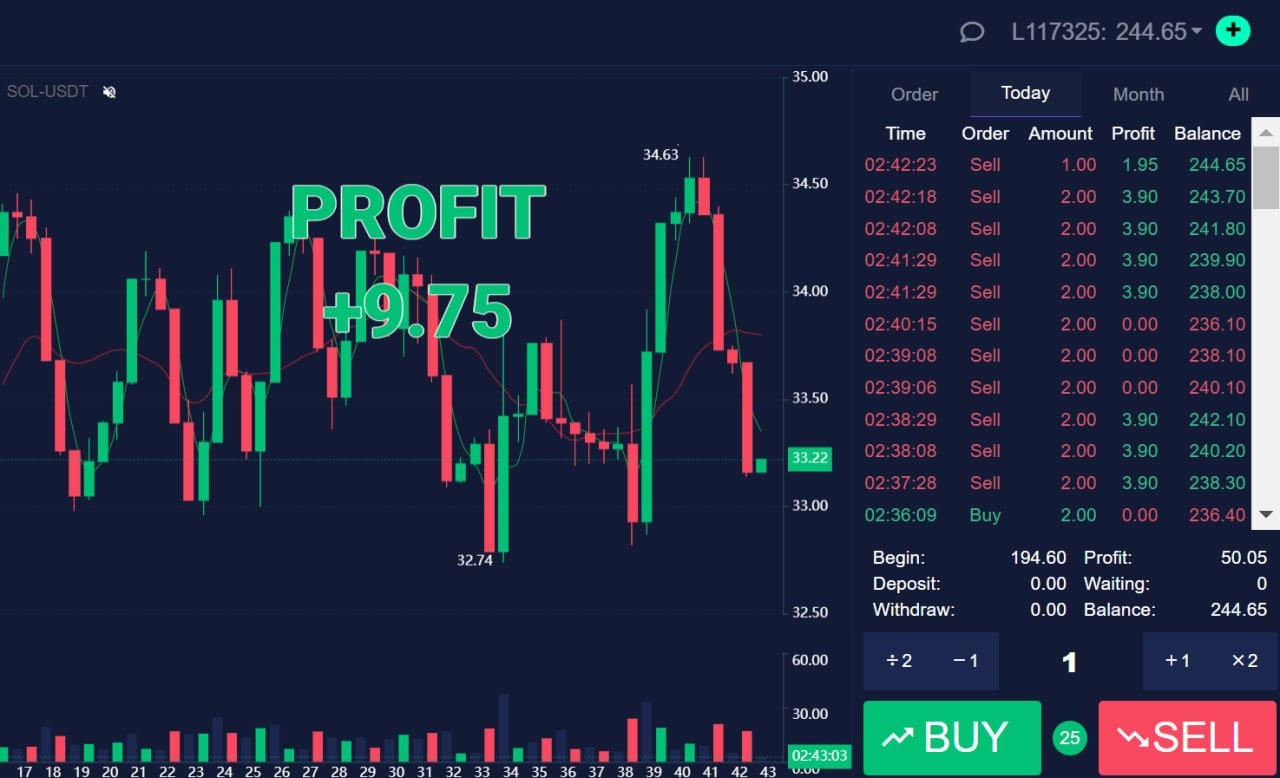 L117325: 244.65
SOL-USDT
35.00
34.50
34.00
33.50
33.22
33.00
32.50
60.00
30.00
02:43:03
0.00
34.63
32.74
PROFIT
+9.75
17 18 19 20 21 22 23 24 25 26 27 28 29 30 31 32 33 34 35 36 37 38 39 40 41 42 43
Order Today Month All
Time Order Amount Profit Balance
02:42:23 Sell 1.00 1.95 244.65
02:42:18 Sell 2.00 3.90 243.70
02:42:08 Sell 2.00 3.90 241.80
02:41:29 Sell 2.00 3.90 239.90
02:41:29 Sell 2.00 3.90 238.00
02:40:15 Sell 2.00 0.00 236.10
02:39:08 Sell 2.00 0.00 238.10
02:39:06 Sell 2.00 0.00 240.10
02:38:29 Sell 2.00 3.90 242.10
02:38:08 Sell 2.00 3.90 240.20
02:37:28 Sell 2.00 3.90 238.30
02:36:09 Buy 2.00 0.00 236.40
Begin: 194.60 Profit: 50.05
Deposit: 0.00 Waiting: 0
Withdraw: 0.00 Balance: 244.65
÷2 −1 1 +1 ×2
BUY 25 SELL